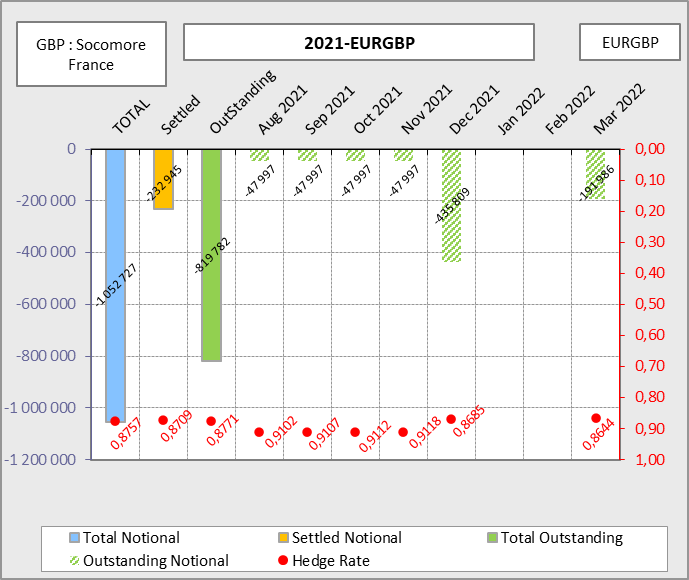 GBP : Socomore
France
2021-EURGBP
EURGBP
TOTAL
Settled
OutStanding
Aug 2021
Sep 2021
Oct 2021
Nov 2021
Dec 2021
Jan 2022
Feb 2022
Mar 2022
0
-200 000
-400 000
-600 000
-800 000
-1 000 000
-1 200 000
-1 052 727
-232 945
-819 782
-47 997
-47 997
-47 997
-47 997
-435 809
-191 986
0,8757
0,8709
0,8771
0,9102
0,9107
0,9112
0,9118
0,8685
0,8644
0,00
0,10
0,20
0,30
0,40
0,50
0,60
0,70
0,80
0,90
1,00
Total Notional
Settled Notional
Total Outstanding
Outstanding Notional
Hedge Rate